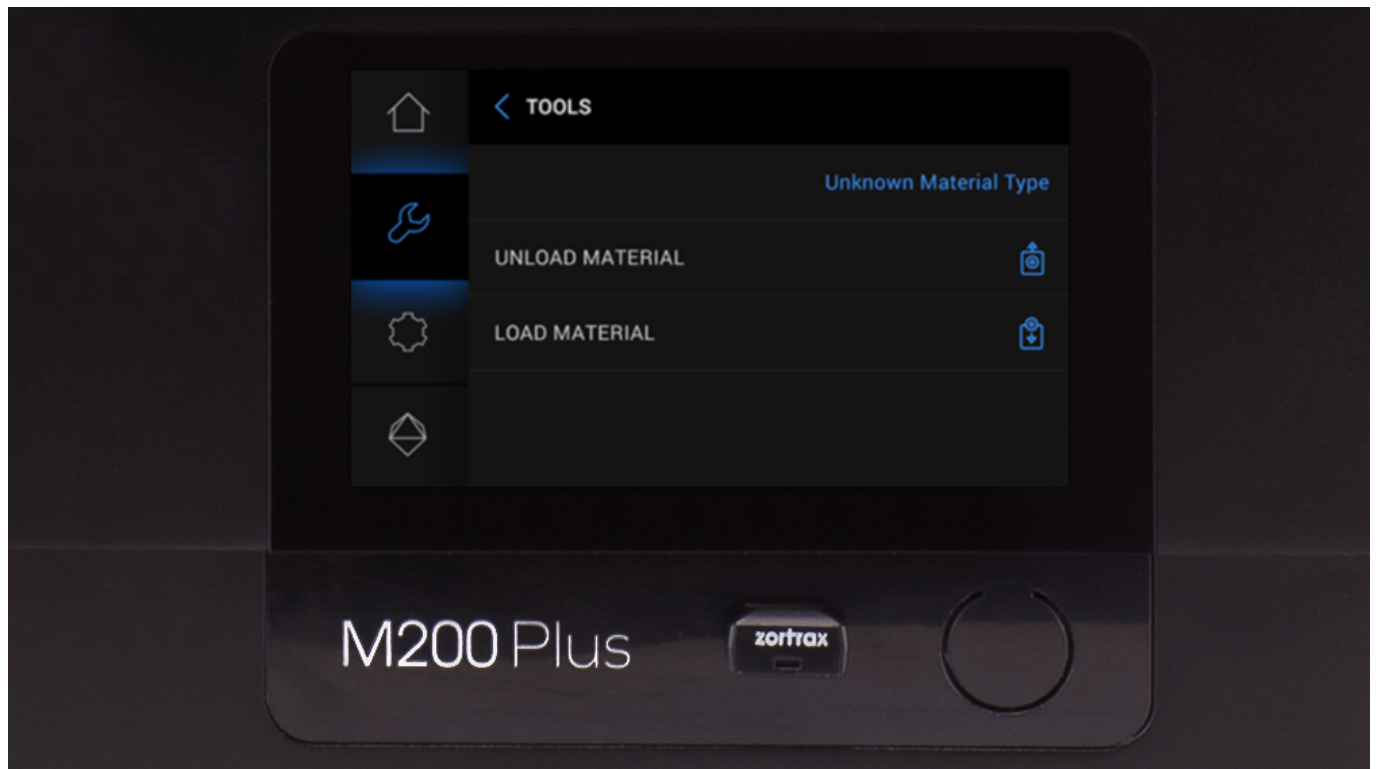 TOOLS
Unknown Material Type
UNLOAD MATERIAL
LOAD MATERIAL
M200 Plus
zortrax